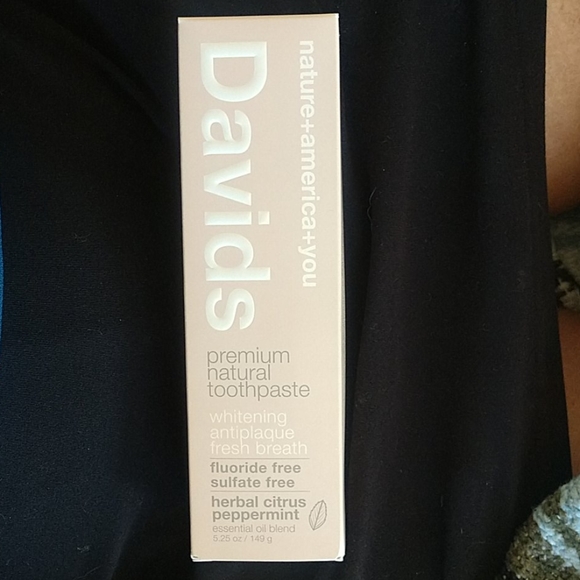 nature+america+you
Davids
premium
natural
toothpaste
whitening
antiplaque
fresh breath
fluoride free
sulfate free
herbal citrus
peppermint
essential oil blend
5.25 oz / 149 g